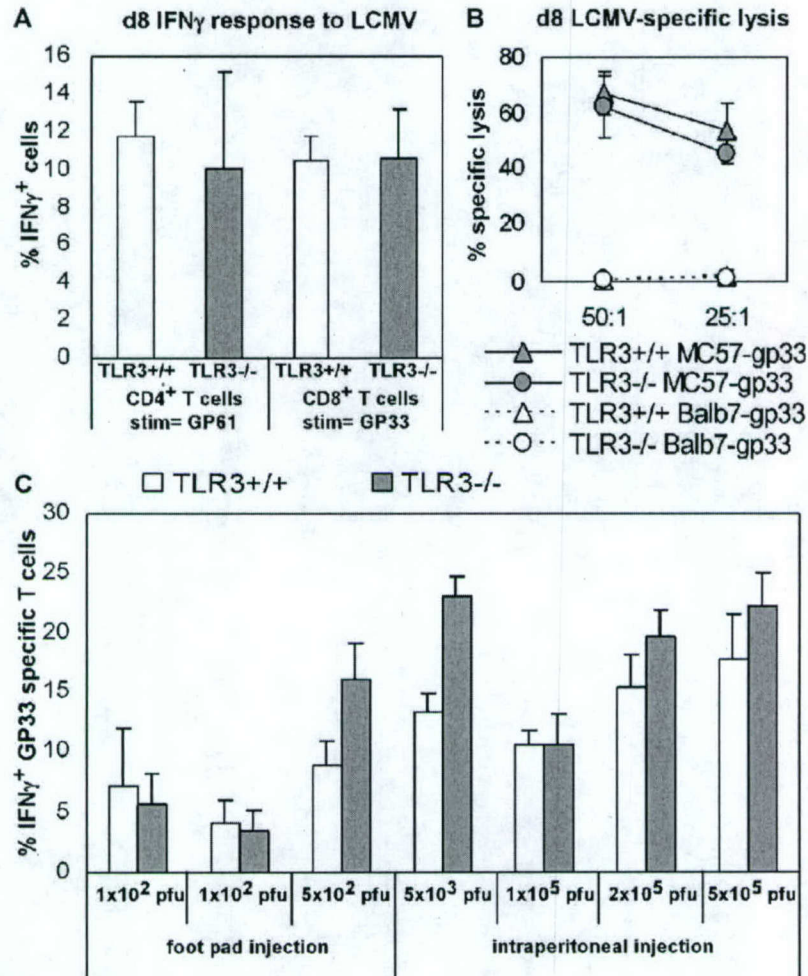 A
d8 IFNγ response to LCMV
16
14
12
10
8
6
4
2
0
% IFNγ⁺ cells
TLR3+/+ TLR3-/- TLR3+/+ TLR3-/-
CD4⁺ T cells CD8⁺ T cells
stim= GP61 stim= GP33
B
d8 LCMV-specific lysis
80
60
40
20
0
% specific lysis
50:1 25:1
TLR3+/+ MC57-gp33
TLR3-/- MC57-gp33
TLR3+/+ Balb7-gp33
TLR3-/- Balb7-gp33
C
TLR3+/+ TLR3-/-
30
25
20
15
10
5
0
% IFNγ⁺ GP33 specific T cells
1x10² pfu 1x10² pfu 5x10² pfu 5x10³ pfu 1x10⁵ pfu 2x10⁵ pfu 5x10⁵ pfu
foot pad injection intraperitoneal injection